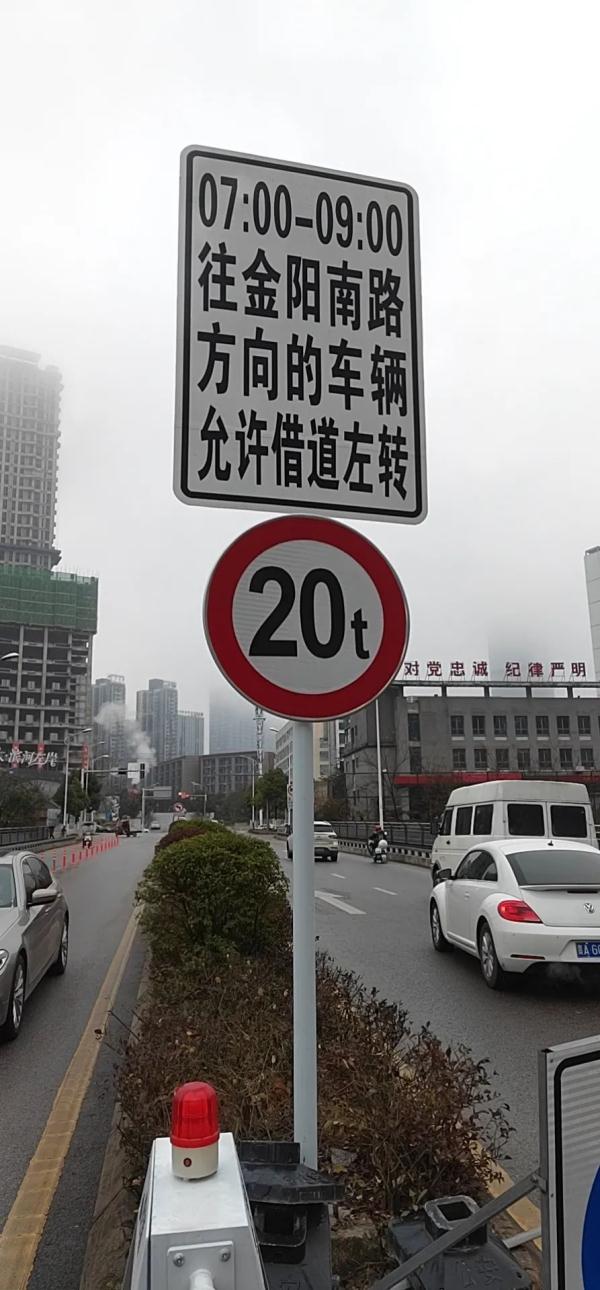 07:00-09:00
往金阳南路
方向的车辆
允许借道左转
20t
对党忠诚 纪律严明